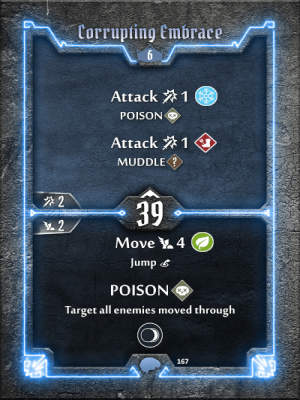 Corrupting Embrace
6
Attack 1
POISON
Attack 1
MUDDLE ?
2
39
2
Move 4
Jump
POISON
Target all enemies moved through
167